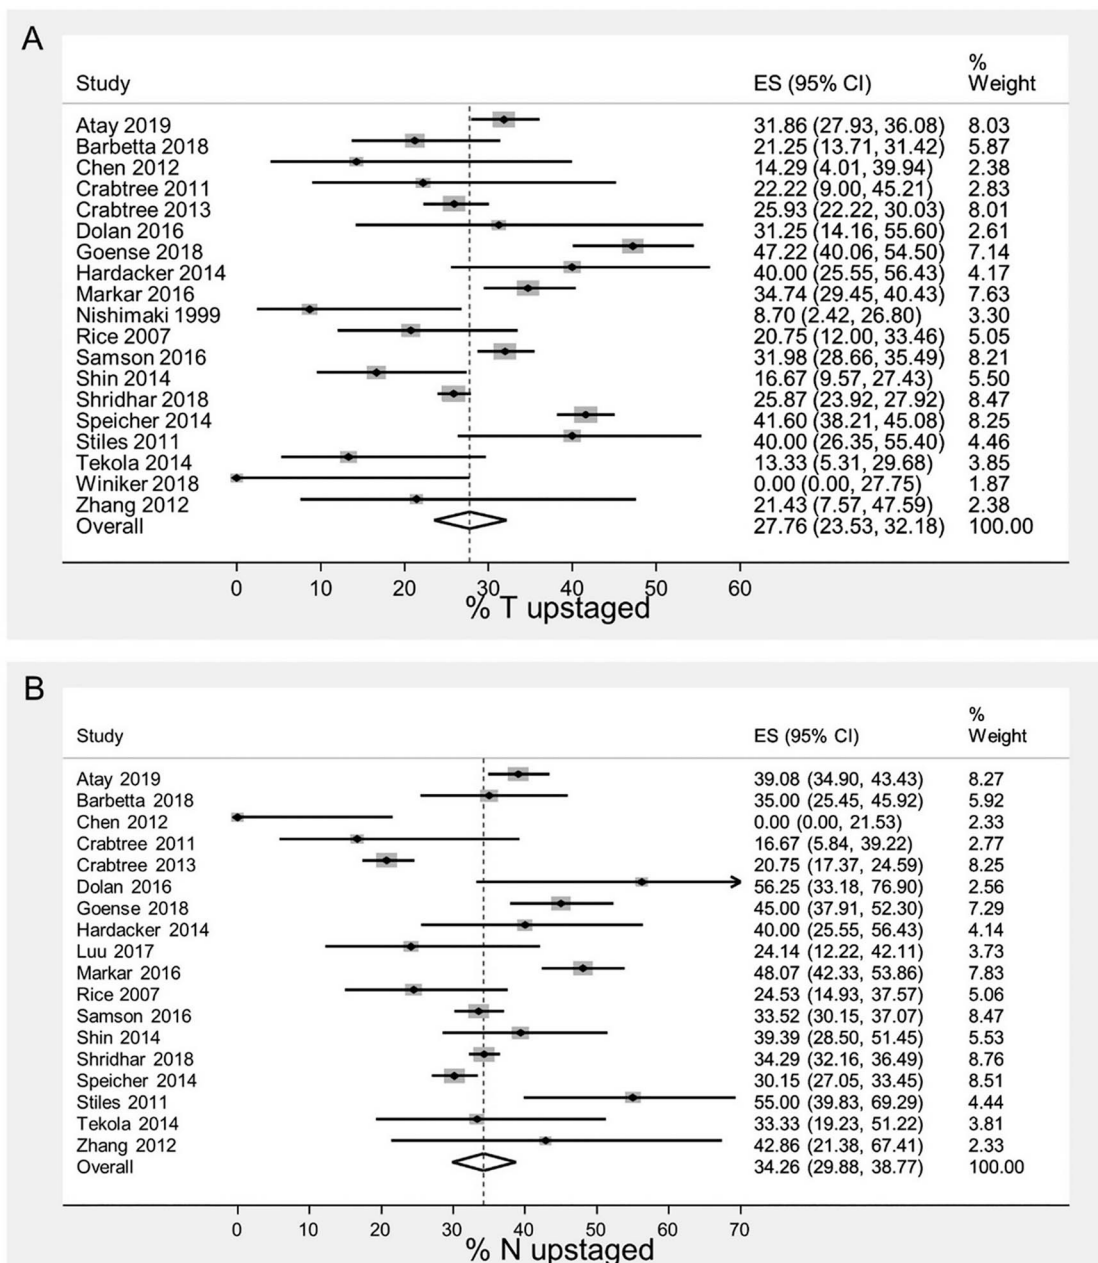 A
%
Study ES (95% CI) Weight
Atay 2019 31.86 (27.93, 36.08) 8.03
Barbetta 2018 21.25 (13.71, 31.42) 5.87
Chen 2012 14.29 (4.01, 39.94) 2.38
Crabtree 2011 22.22 (9.00, 45.21) 2.83
Crabtree 2013 25.93 (22.22, 30.03) 8.01
Dolan 2016 31.25 (14.16, 55.60) 2.61
Goense 2018 47.22 (40.06, 54.50) 7.14
Hardacker 2014 40.00 (25.55, 56.43) 4.17
Markar 2016 34.74 (29.45, 40.43) 7.63
Nishimaki 1999 8.70 (2.42, 26.80) 3.30
Rice 2007 20.75 (12.00, 33.46) 5.05
Samson 2016 31.98 (28.66, 35.49) 8.21
Shin 2014 16.67 (9.57, 27.43) 5.50
Shridhar 2018 25.87 (23.92, 27.92) 8.47
Speicher 2014 41.60 (38.21, 45.08) 8.25
Stiles 2011 40.00 (26.35, 55.40) 4.46
Tekola 2014 13.33 (5.31, 29.68) 3.85
Winiker 2018 0.00 (0.00, 27.75) 1.87
Zhang 2012 21.43 (7.57, 47.59) 2.38
Overall 27.76 (23.53, 32.18) 100.00
0 10 20 30 40 50 60
% T upstaged
B
%
Study ES (95% CI) Weight
Atay 2019 39.08 (34.90, 43.43) 8.27
Barbetta 2018 35.00 (25.45, 45.92) 5.92
Chen 2012 0.00 (0.00, 21.53) 2.33
Crabtree 2011 16.67 (5.84, 39.22) 2.77
Crabtree 2013 20.75 (17.37, 24.59) 8.25
Dolan 2016 56.25 (33.18, 76.90) 2.56
Goense 2018 45.00 (37.91, 52.30) 7.29
Hardacker 2014 40.00 (25.55, 56.43) 4.14
Luu 2017 24.14 (12.22, 42.11) 3.73
Markar 2016 48.07 (42.33, 53.86) 7.83
Rice 2007 24.53 (14.93, 37.57) 5.06
Samson 2016 33.52 (30.15, 37.07) 8.47
Shin 2014 39.39 (28.50, 51.45) 5.53
Shridhar 2018 34.29 (32.16, 36.49) 8.76
Speicher 2014 30.15 (27.05, 33.45) 8.51
Stiles 2011 55.00 (39.83, 69.29) 4.44
Tekola 2014 33.33 (19.23, 51.22) 3.81
Zhang 2012 42.86 (21.38, 67.41) 2.33
Overall 34.26 (29.88, 38.77) 100.00
0 10 20 30 40 50 60 70
% N upstaged